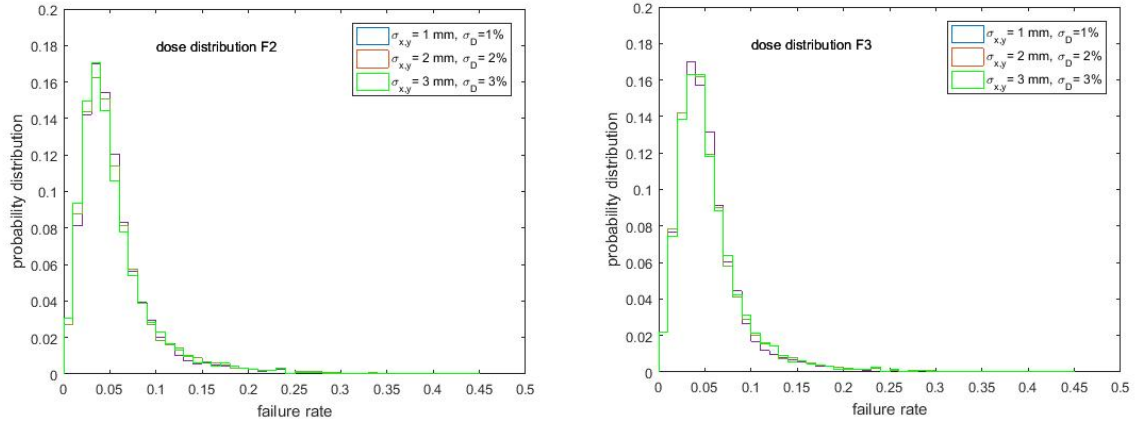 0.2
0.18
0.16
0.14
0.12
0.1
0.08
0.06
0.04
0.02
0
probability distribution
dose distribution F2
σx,y = 1 mm, σD =1%
σx,y = 2 mm, σD = 2%
σx,y = 3 mm, σD = 3%
0 0.05 0.1 0.15 0.2 0.25 0.3 0.35 0.4 0.45 0.5
failure rate
0.2
0.18
0.16
0.14
0.12
0.1
0.08
0.06
0.04
0.02
0
probability distribution
dose distribution F3
σx,y = 1 mm, σD =1%
σx,y = 2 mm, σD = 2%
σx,y = 3 mm, σD = 3%
0 0.05 0.1 0.15 0.2 0.25 0.3 0.35 0.4 0.45 0.5
failure rate